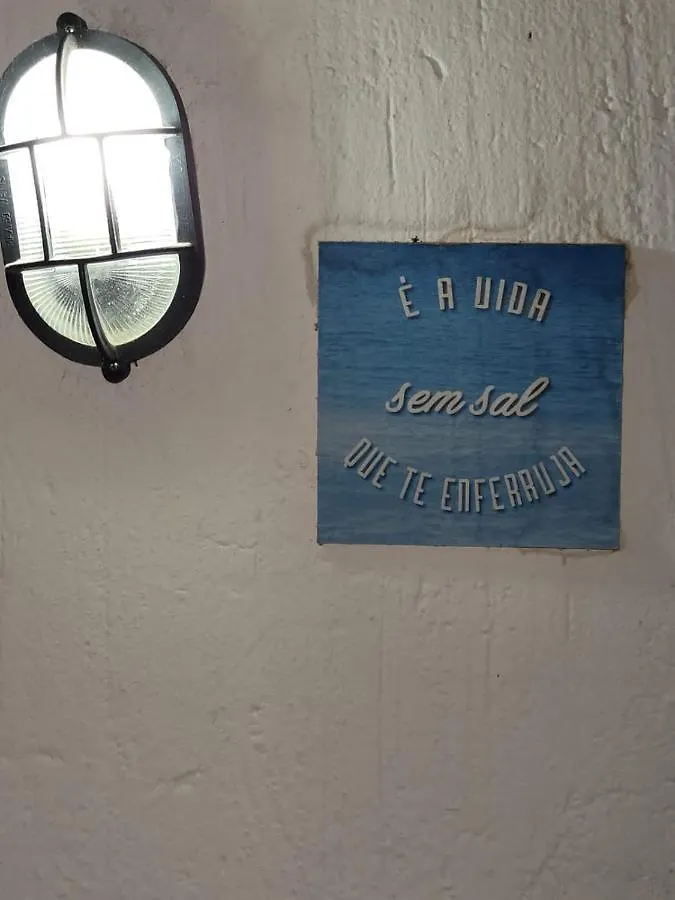 É A VIDA
sem sal
QUE TE ENFERRUJA